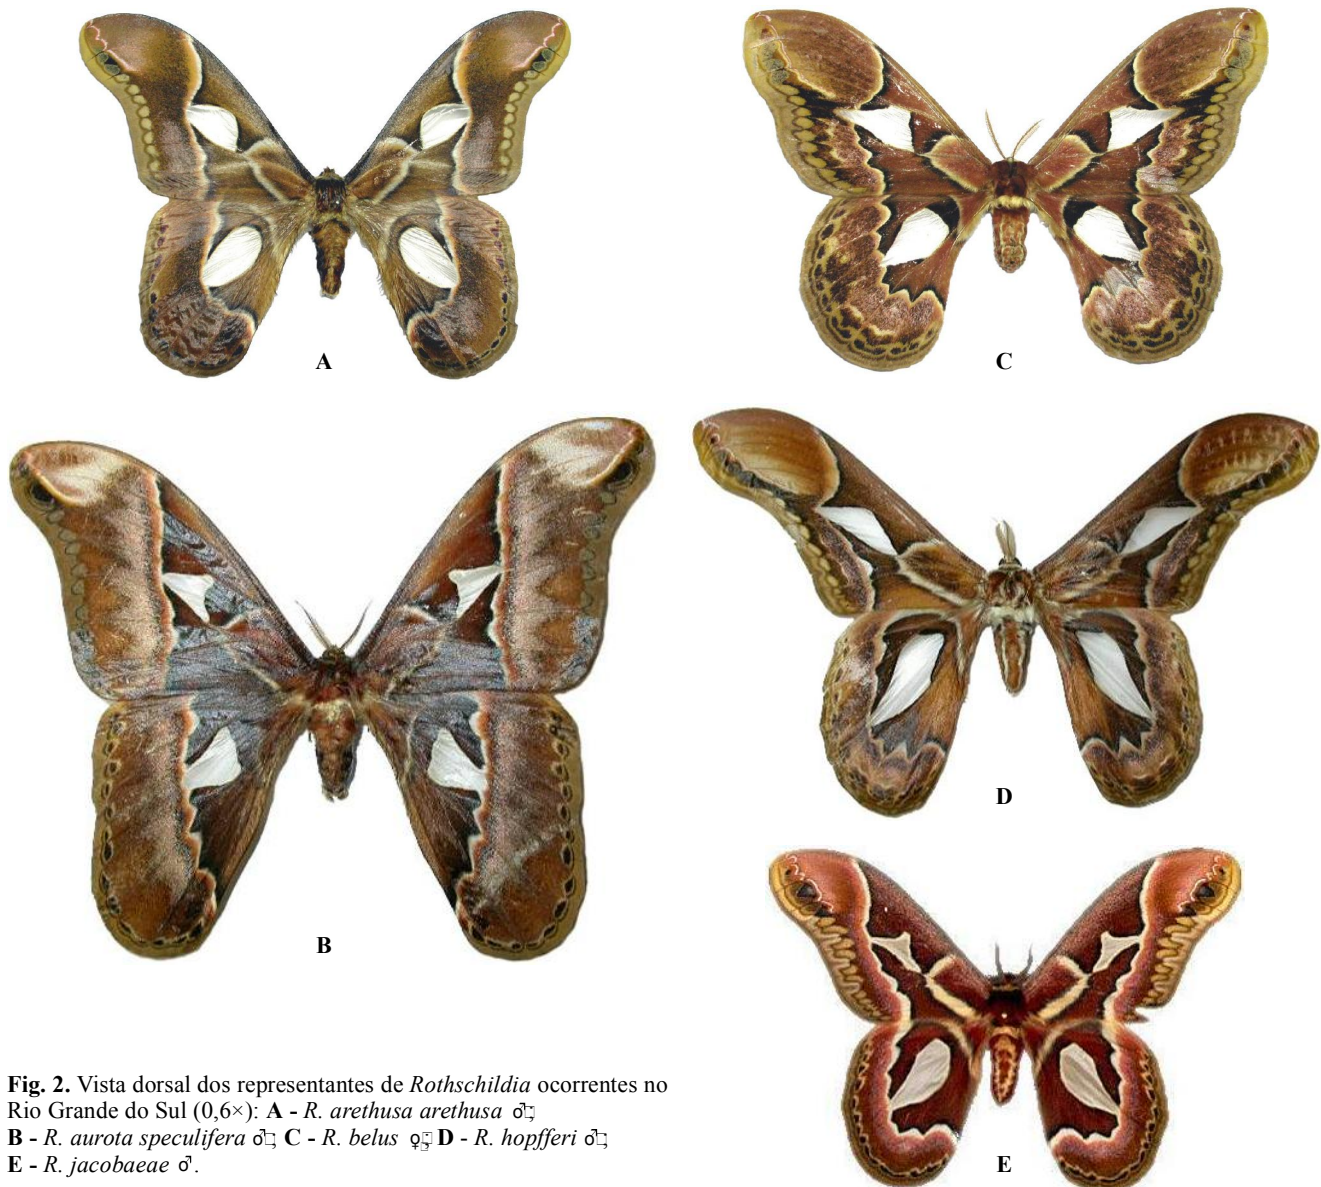 A
C
B
D
E
Fig. 2. Vista dorsal dos representantes de Rothschildia ocorrentes no
Rio Grande do Sul (0,6×): A - R. arethusa arethusa ♂;
B - R. aurota speculifera ♂; C - R. belus ♀; D - R. hopfferi ♂;
E - R. jacobaeae ♂.